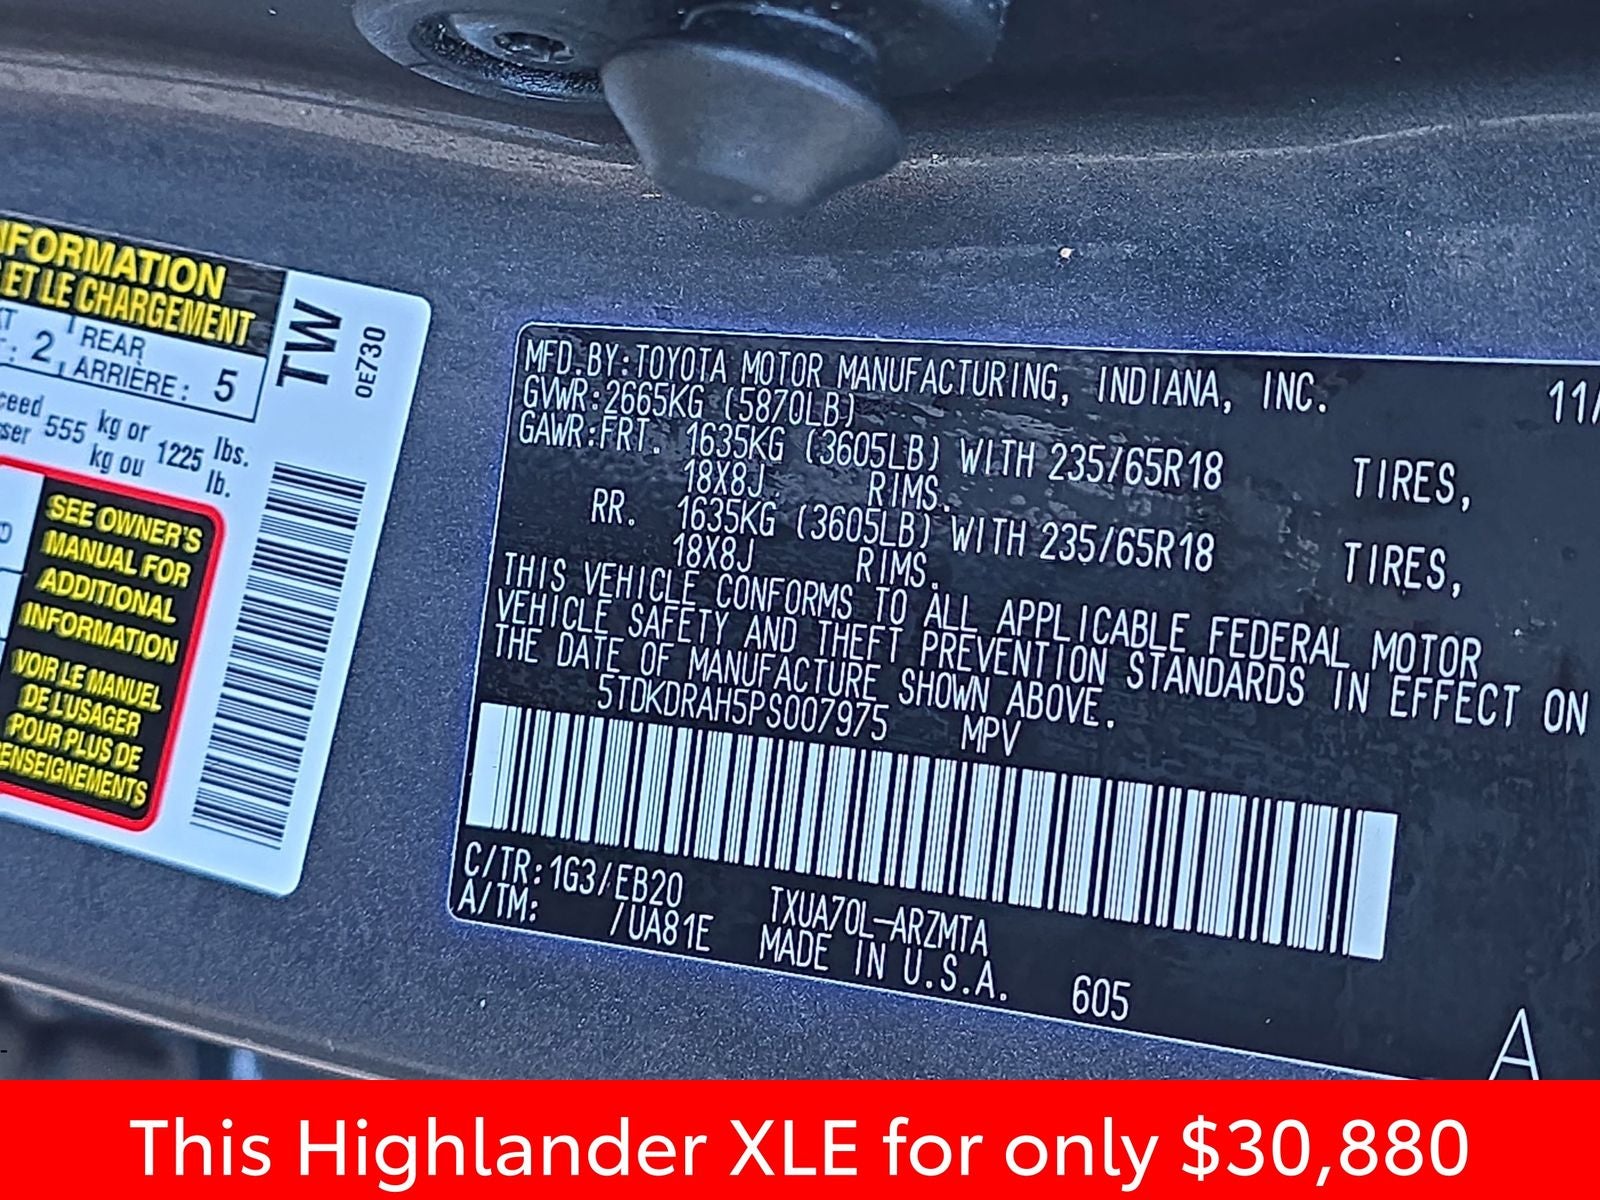 INFORMATION
ET LE CHARGEMENT
2 REAR
ARRIÈRE: 5
555 kg or 1225 lbs.
kg ou lb.
SEE OWNER'S
MANUAL FOR
ADDITIONAL
INFORMATION
VOIR LE MANUEL
DE L'USAGER
POUR PLUS DE
RENSEIGNEMENTS
TW
0E730
MFD.BY:TOYOTA MOTOR MANUFACTURING, INDIANA, INC. 11/
GVWR:2665KG (5870LB)
GAWR:FRT. 1635KG (3605LB) WITH 235/65R18 TIRES,
18X8J RIMS.
RR. 1635KG (3605LB) WITH 235/65R18 TIRES,
18X8J RIMS.
THIS VEHICLE CONFORMS TO ALL APPLICABLE FEDERAL MOTOR
VEHICLE SAFETY AND THEFT PREVENTION STANDARDS IN EFFECT ON
THE DATE OF MANUFACTURE SHOWN ABOVE.
5TDKDRAH5PS007975 MPV
C/TR:1G3/EB20 TXUA70L-ARZMTA
A/TM: /UA81E MADE IN U.S.A. 605
A
This Highlander XLE for only $30,880